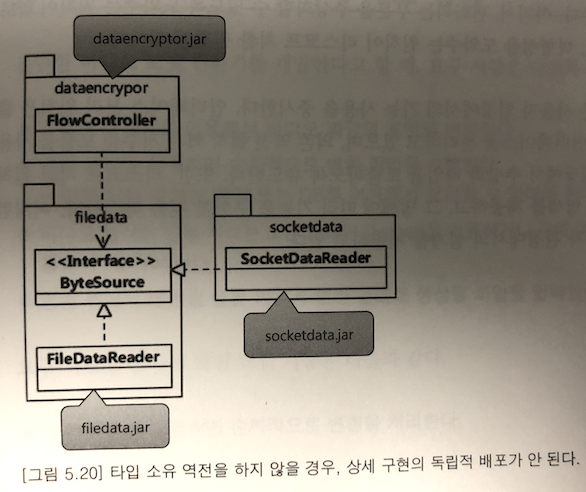 dataencryptor.jar
dataencrypor
FlowController
filedata
<<Interface>>
ByteSource
socketdata
SocketDataReader
FileDataReader
socketdata.jar
filedata.jar
[그림 5.20] 타입 소유 역전을 하지 않을 경우, 상세 구현의 독립적 배포가 안 된다.